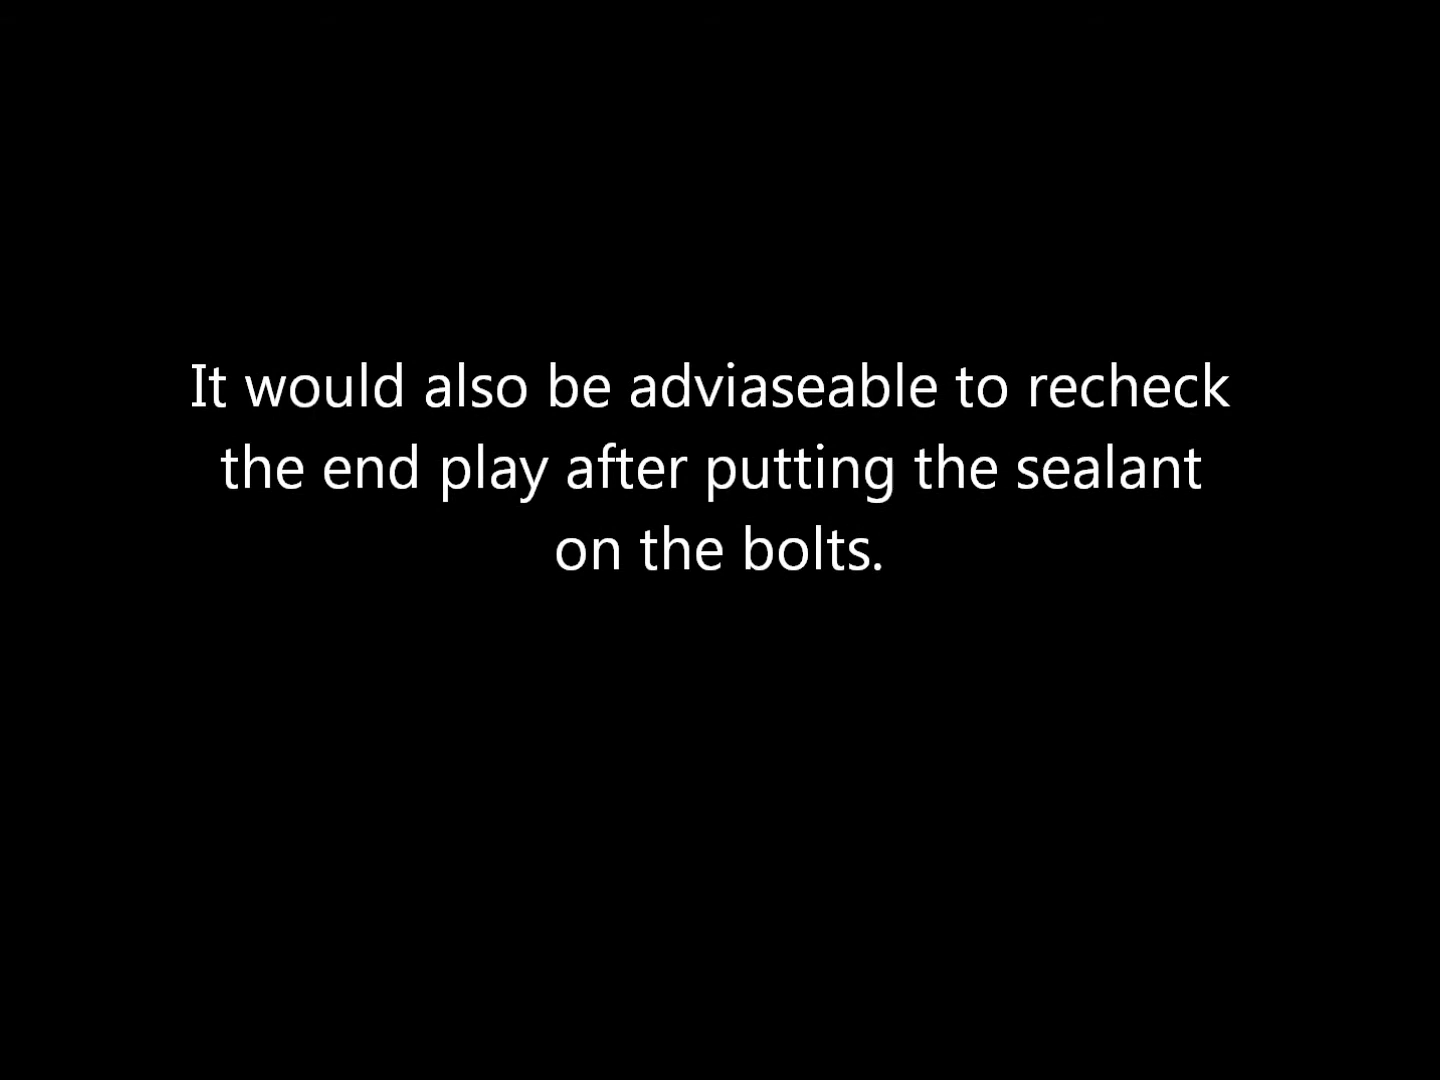 It would also be adviaseable to recheck
the end play after putting the sealant
on the bolts.